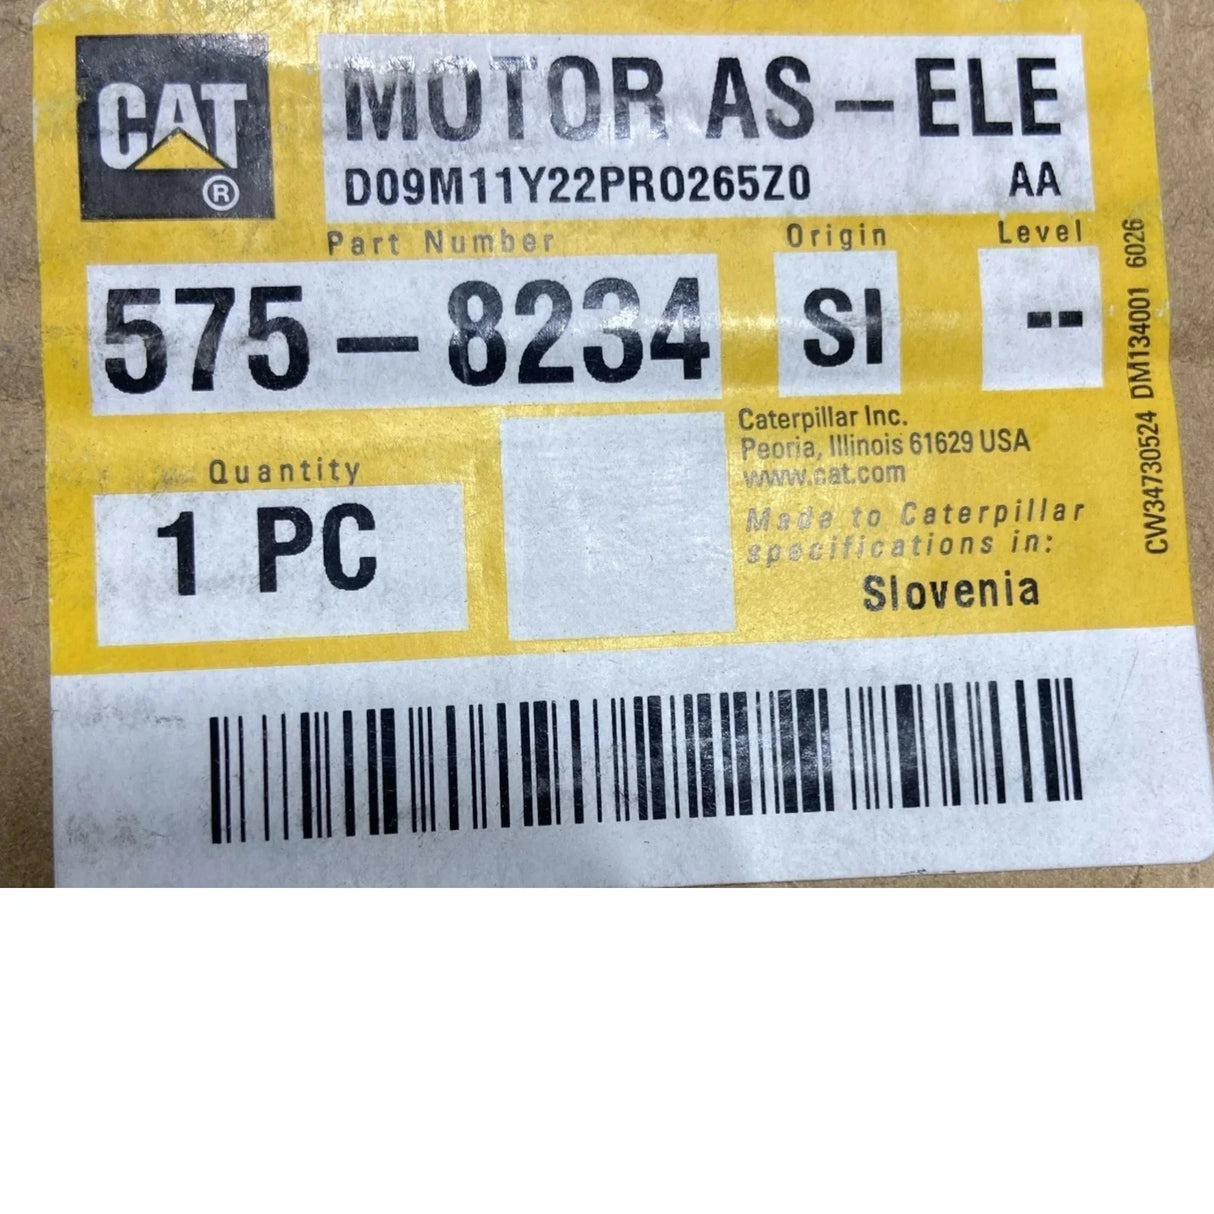 CAT
®
MOTOR AS-ELE
D09M11Y22PR0265Z0 AA
Part Number Origin Level
575-8234 SI --
Quantity
1 PC
Caterpillar Inc.
Peoria, Illinois 61629 USA
www.cat.com
Made to Caterpillar
specifications in:
Slovenia
CW34730524 DM134001 6026